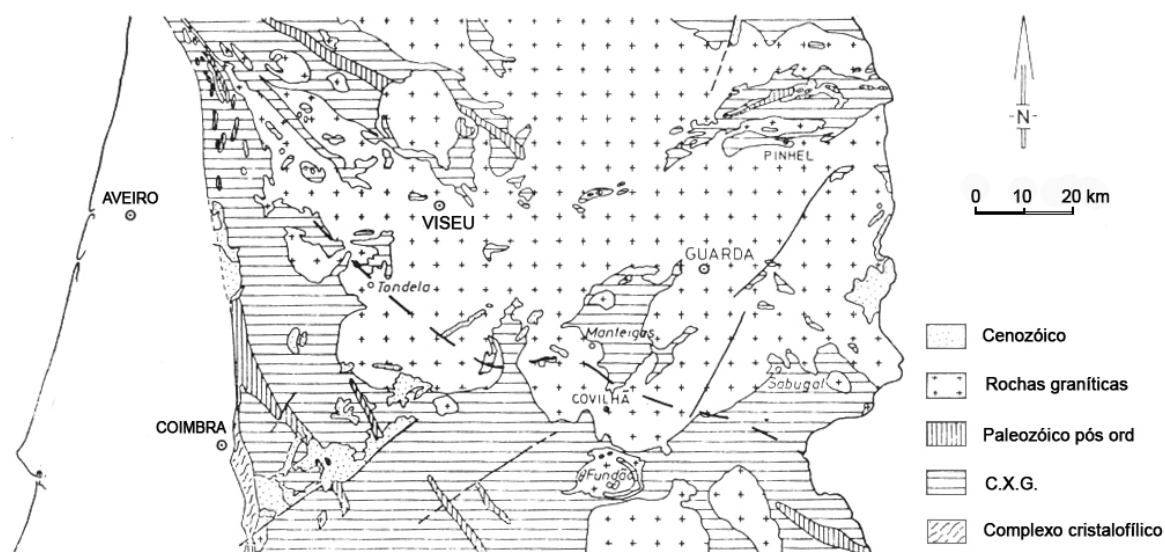 N
0 10 20 km
PINHEL
AVEIRO
VISEU
GUARDA
Tondela
Manteigas
Sabugal
COVILHÃ
COIMBRA
Fundão
Cenozóico
Rochas graníticas
Paleozóico pós ord
C.X.G.
Complexo cristalofílico